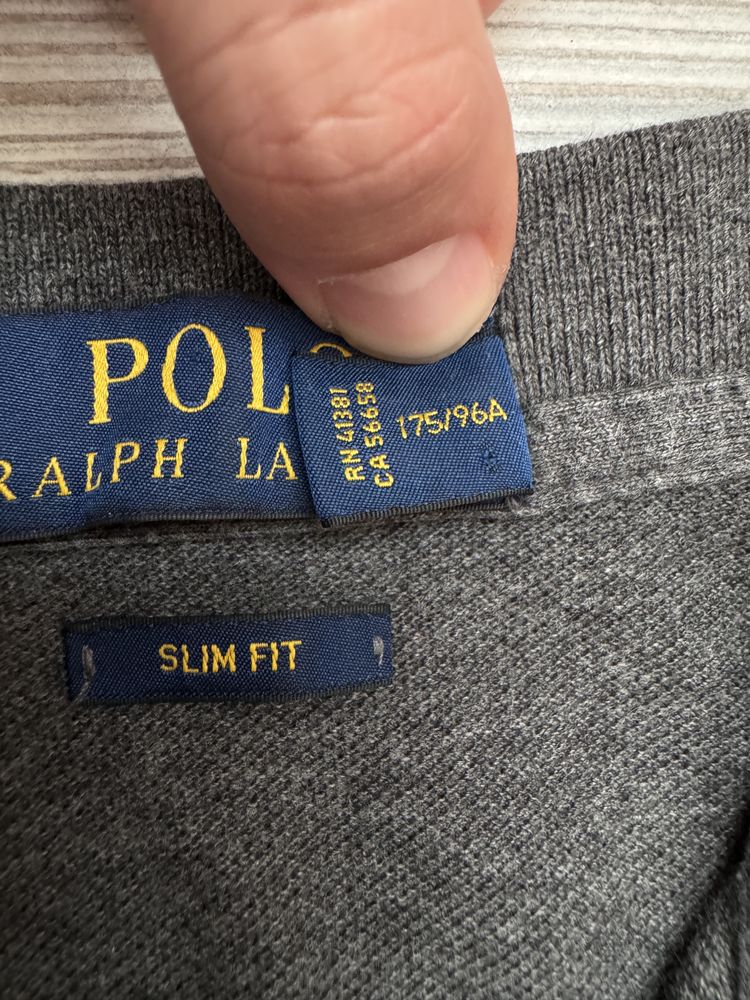 POL
RALPH LA
RN 41381
CA 56658
175/96A
SLIM FIT